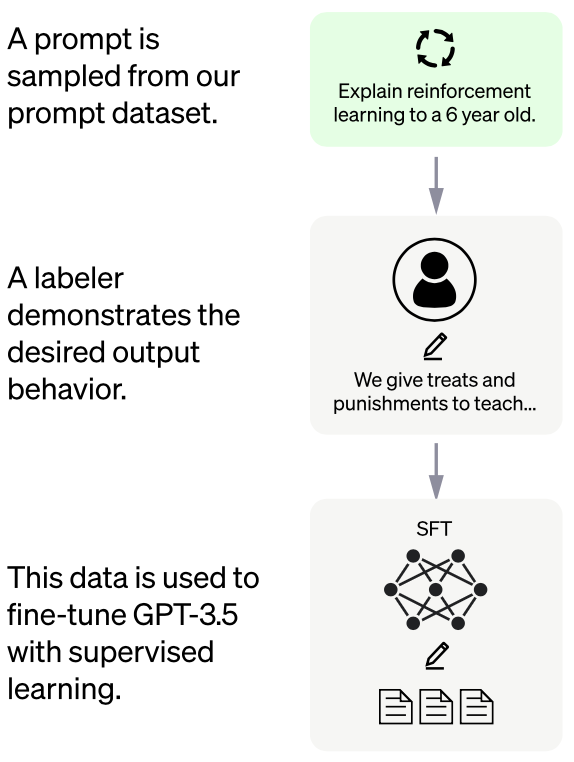 A prompt is
sampled from our
prompt dataset.
Explain reinforcement
learning to a 6 year old.
A labeler
demonstrates the
desired output
behavior.
We give treats and
punishments to teach...
SFT
This data is used to
fine-tune GPT-3.5
with supervised
learning.